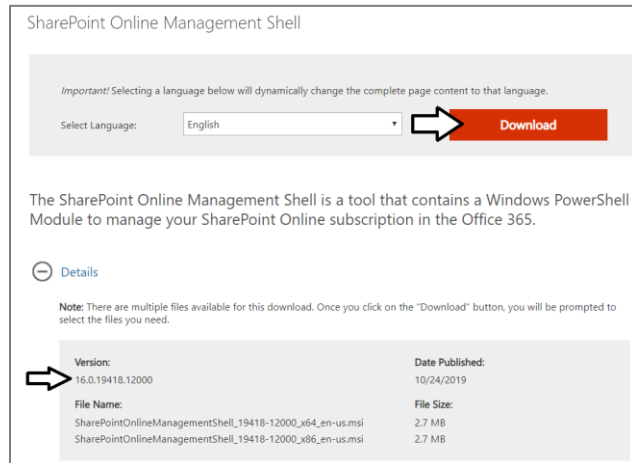 SharePoint Online Management Shell
Important! Selecting a language below will dynamically change the complete page content to that language.
Select Language:
English
Download
The SharePoint Online Management Shell is a tool that contains a Windows PowerShell
Module to manage your SharePoint Online subscription in the Office 365.
Details
Note: There are multiple files available for this download. Once you click on the "Download" button, you will be prompted to
select the files you need.
Version:
16.0.19418.12000
Date Published:
10/24/2019
File Name:
SharePointOnlineManagementShell_19418-12000_x64_en-us.msi
SharePointOnlineManagementShell_19418-12000_x86_en-us.msi
File Size:
2.7 MB
2.7 MB